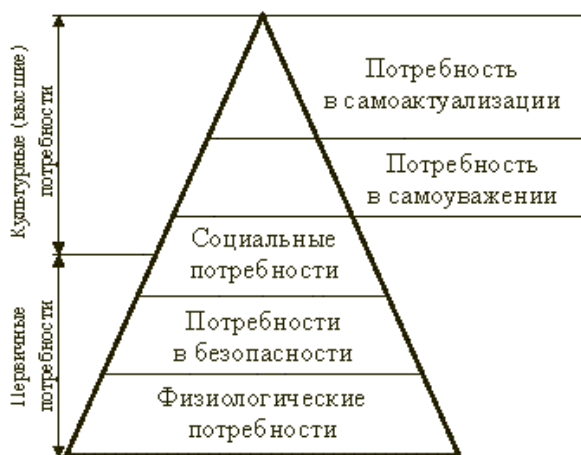 Потребность
в самоактуализации
Потребность
в самоуважении
Социальные
потребности
Потребности
в безопасности
Физиологические
потребности
Культурные (высшие)
потребности
Первичные
потребности